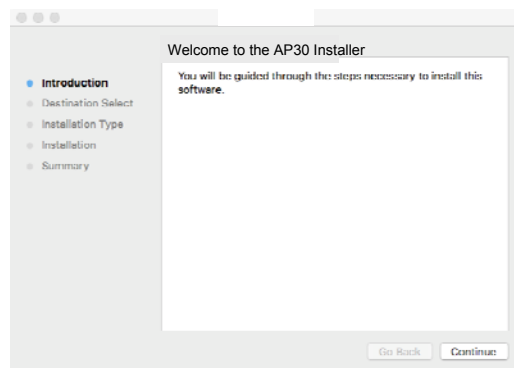 Welcome to the AP30 Installer
You will be guided through the steps necessary to install this
software.
Introduction
Destination Select
Installation Type
Installation
Summary
Go Back
Continue